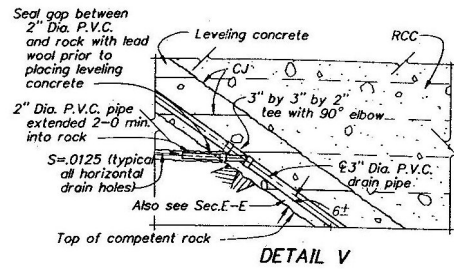 Seal gap between
2" Dia. P.V.C.
and rock with lead
wool prior to
placing leveling
concrete
Leveling concrete
RCC
CJ
3" by 3" by 2"
tee with 90° elbow
2" Dia. P.V.C. pipe
extended 2-0 min.
into rock
S=.0125 (typical
all horizontal
drain holes)
℄3" Dia. P.V.C.
drain pipe
6±
Also see Sec.E-E
Top of competent rock
DETAIL V